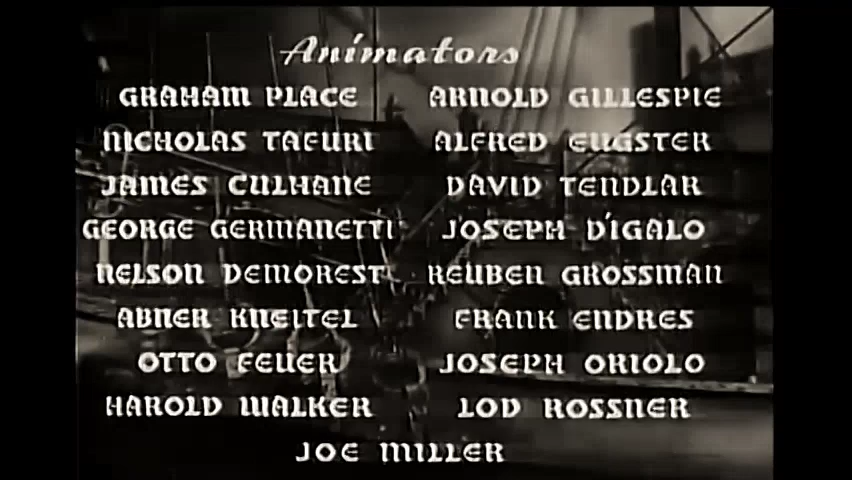 Animators
GRAHAM PLACE ARNOLD GILLESPIE
NICHOLAS TAFURI ALFRED EUGSTER
JAMES CULHANE DAVID TENDLAR
GEORGE GERMANETTI JOSEPH D'IGALO
NELSON DEMOREST REUBEN GROSSMAN
ABNER KNEITEL FRANK ENDRES
OTTO FEUER JOSEPH ORIOLO
HAROLD WALKER LOD ROSSNER
JOE MILLER